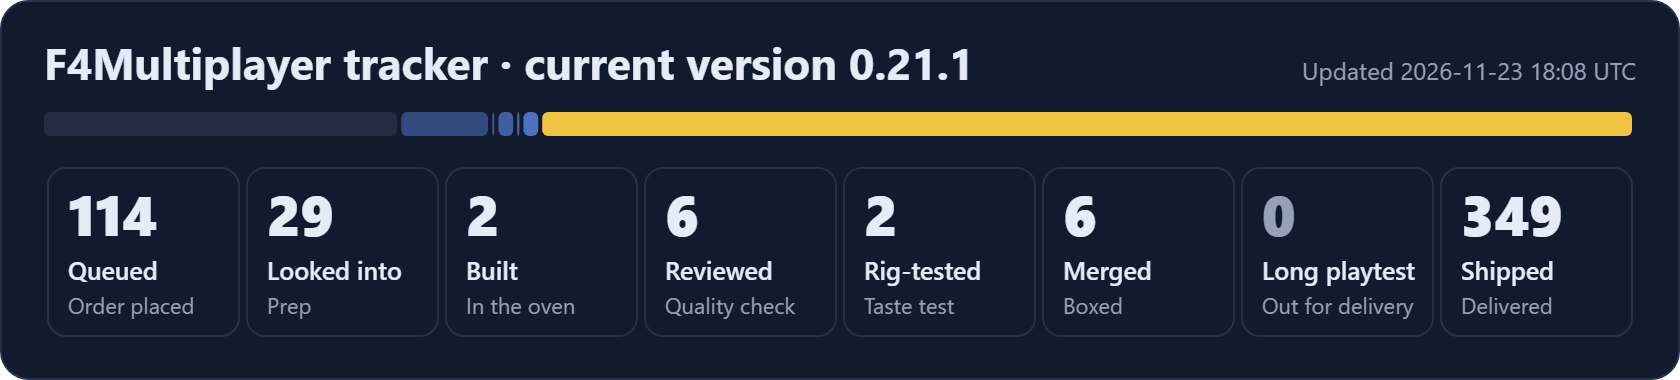 F4Multiplayer tracker · current version 0.21.1
Updated 2026-11-23 18:08 UTC
114
Queued
Order placed
29
Looked into
Prep
2
Built
In the oven
6
Reviewed
Quality check
2
Rig-tested
Taste test
6
Merged
Boxed
0
Long playtest
Out for delivery
349
Shipped
Delivered